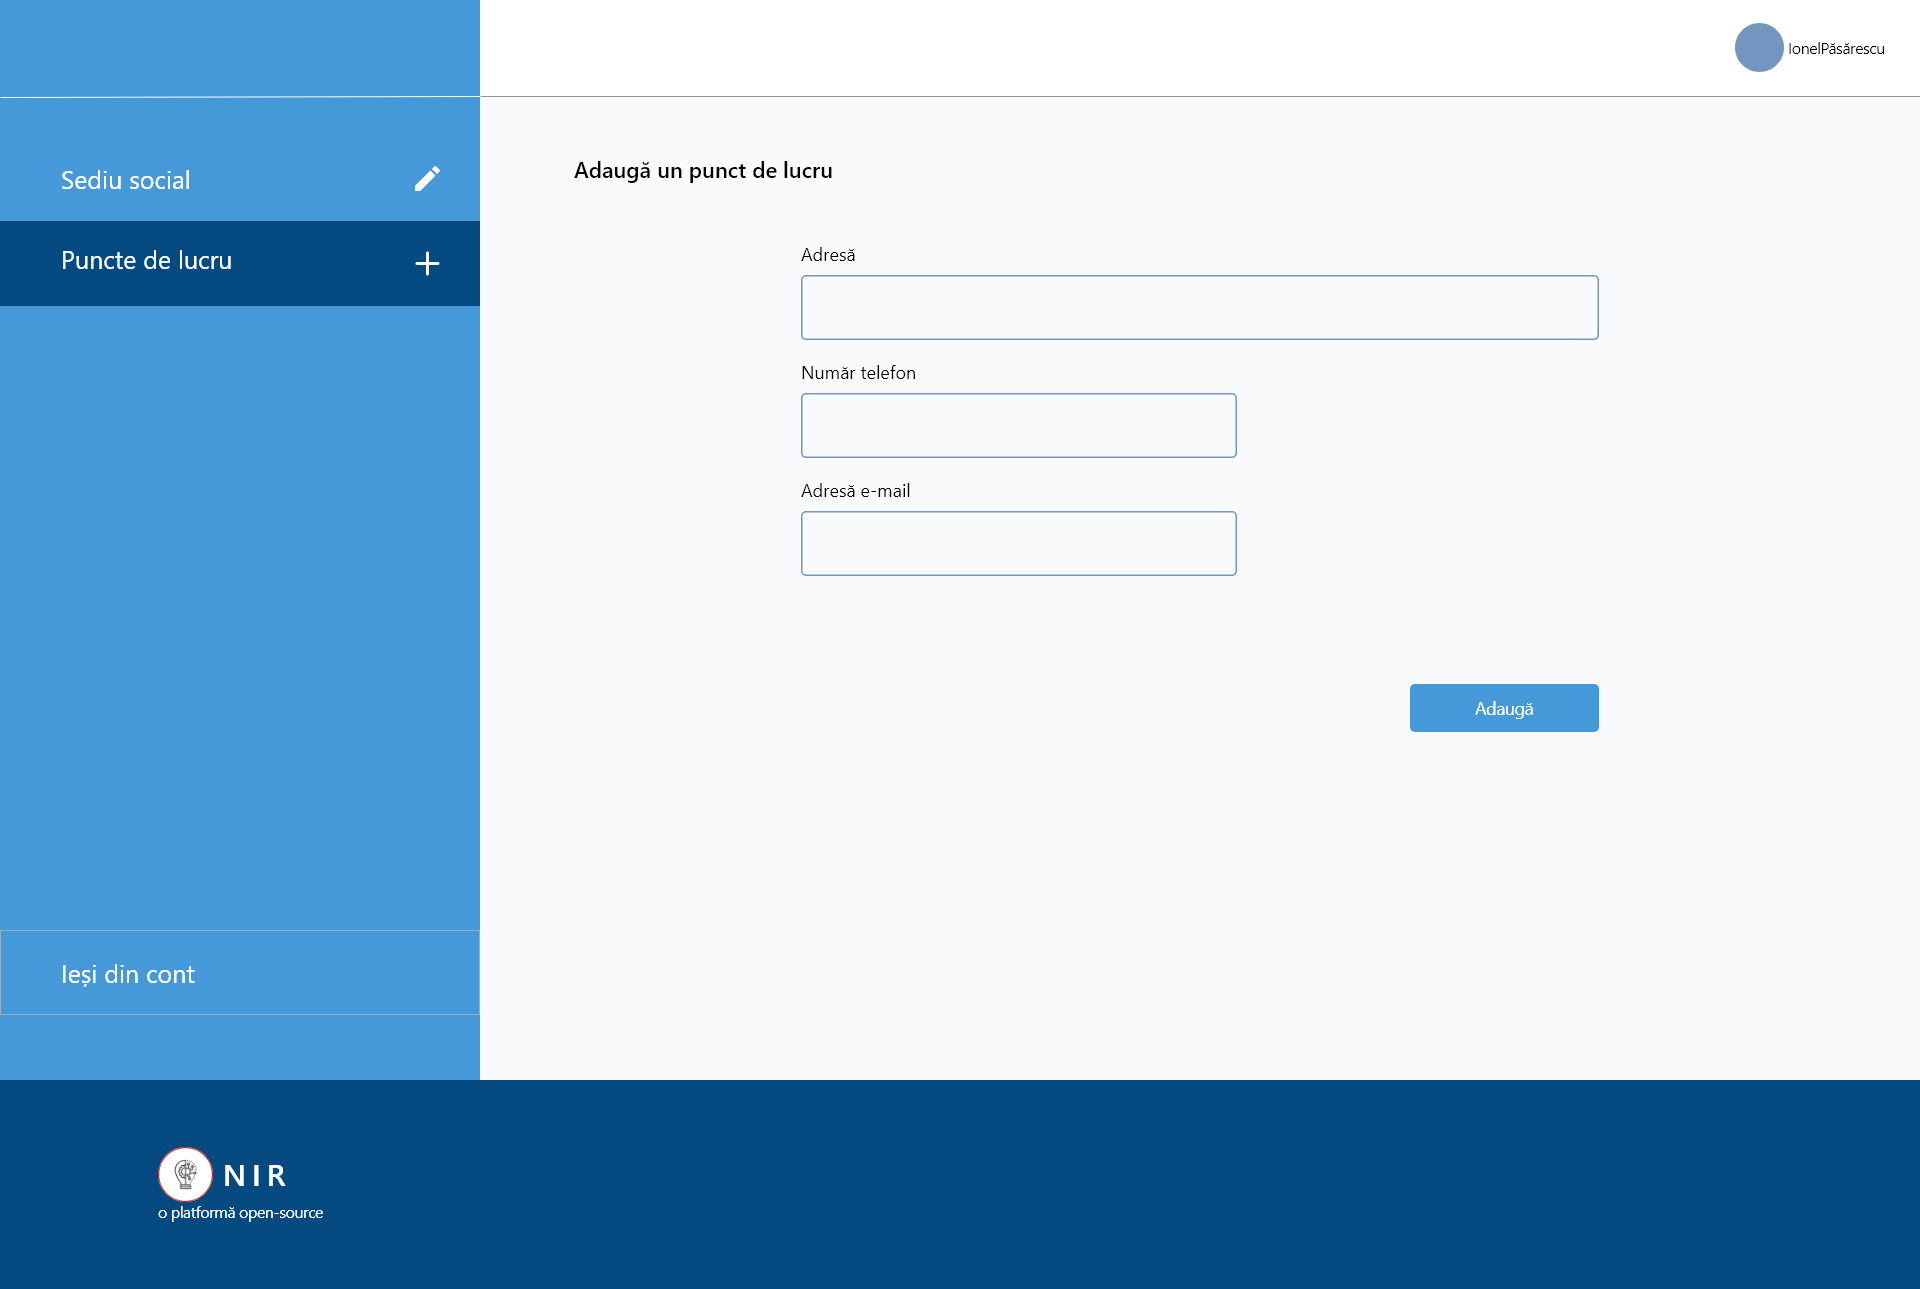 IonelPăsărescu
Sediu social
Puncte de lucru
Adaugă un punct de lucru
Adresă
Număr telefon
Adresă e-mail
Adaugă
Ieși din cont
NIR
o platformă open-source